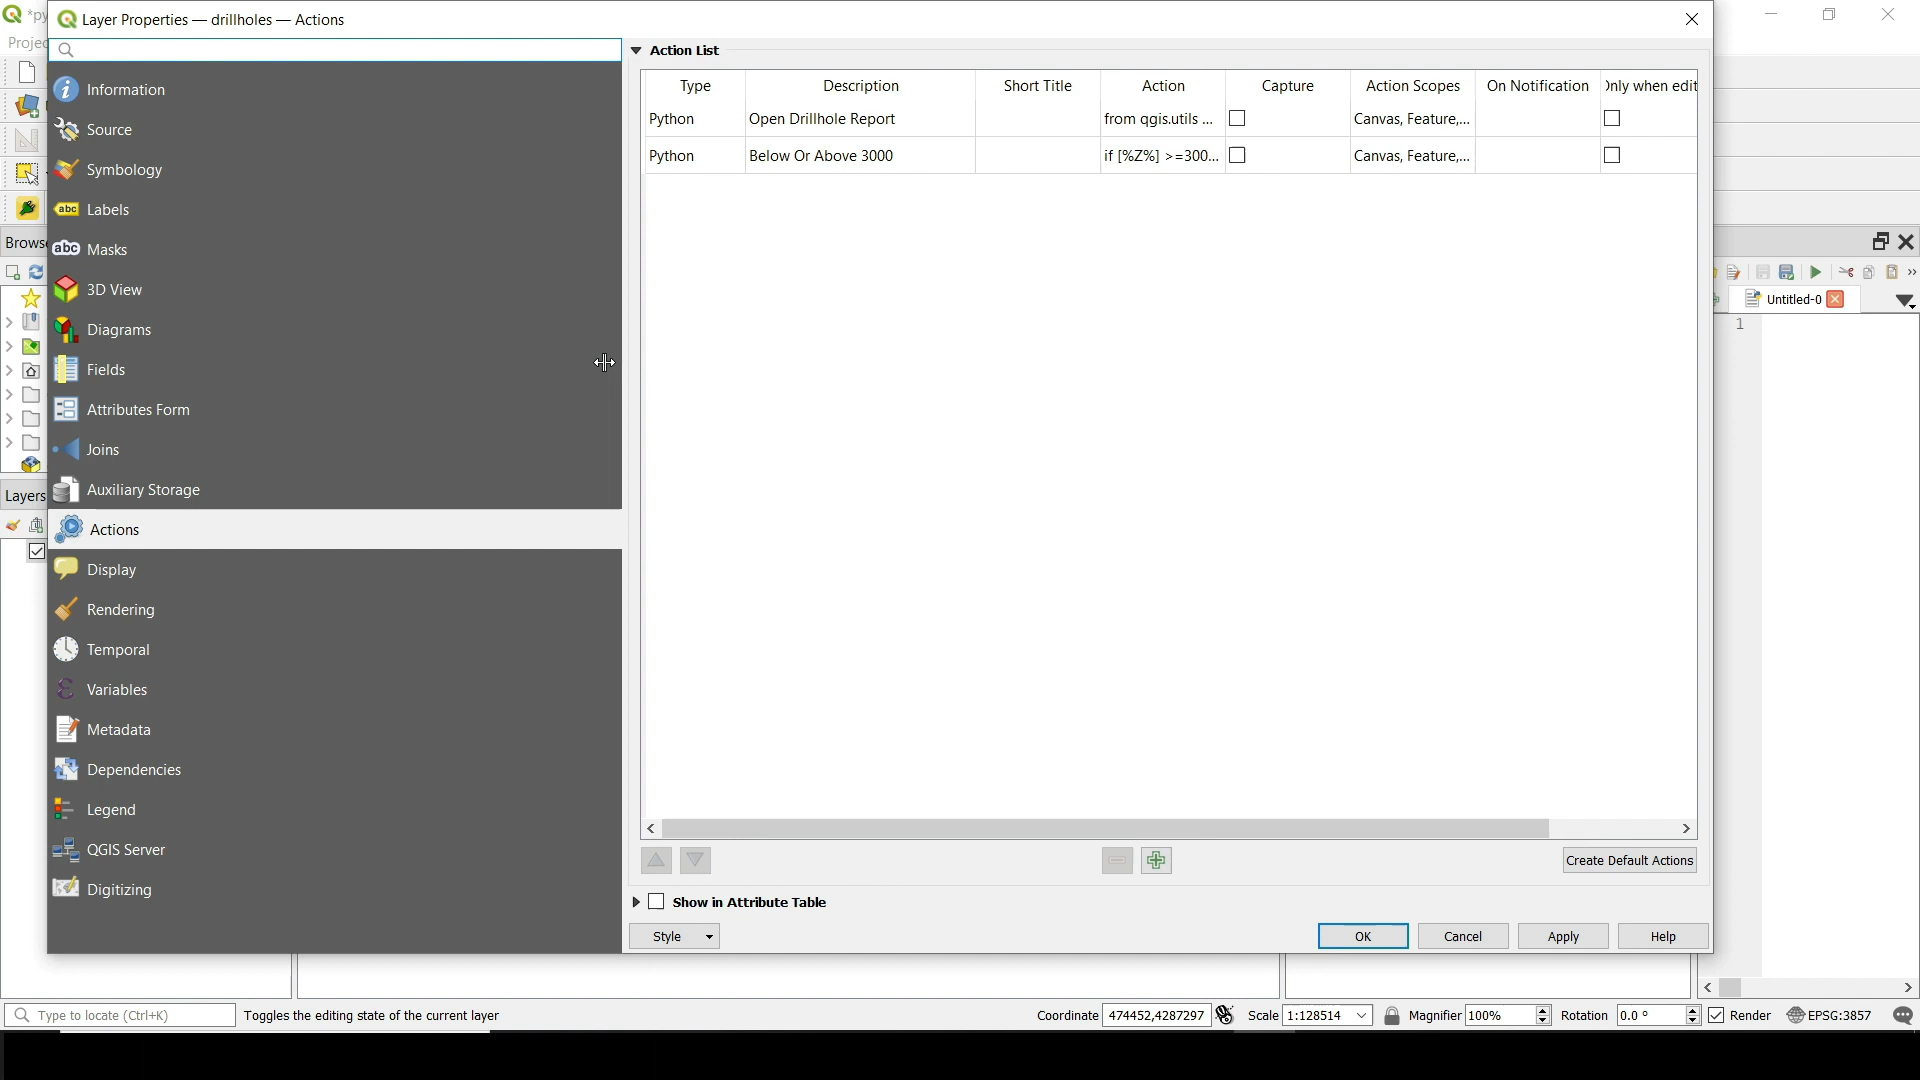 *py
Layer Properties — drillholes — Actions
Projec
Action List
Information
Source
Symbology
Labels
Masks
3D View
Diagrams
Fields
Attributes Form
Joins
Auxiliary Storage
Actions
Display
Rendering
Temporal
Variables
Metadata
Dependencies
Legend
QGIS Server
Digitizing
Type Description Short Title Action Capture Action Scopes On Notification Only when edit
Python Open Drillhole Report from qgis.utils ... Canvas, Feature,...
Python Below Or Above 3000 if [%Z%] >=300... Canvas, Feature,...
Create Default Actions
Show in Attribute Table
Style OK Cancel Apply Help
Browse
Layers
Untitled-0
1
Type to locate (Ctrl+K) Toggles the editing state of the current layer Coordinate 474452,4287297 Scale 1:128514 Magnifier 100% Rotation 0.0 ° Render EPSG:3857